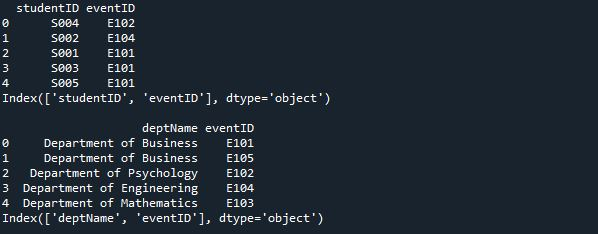 studentID eventID
0 S004 E102
1 S002 E104
2 S001 E101
3 S003 E101
4 S005 E101
Index(['studentID', 'eventID'], dtype='object')
deptName eventID
0 Department of Business E101
1 Department of Business E105
2 Department of Psychology E102
3 Department of Engineering E104
4 Department of Mathematics E103
Index(['deptName', 'eventID'], dtype='object')